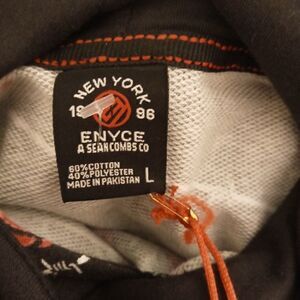 NEW YORK
19 96
ENYCE
A SEAN COMBS CO
60%COTTON
40%POLYESTER
MADE IN PAKISTAN
L